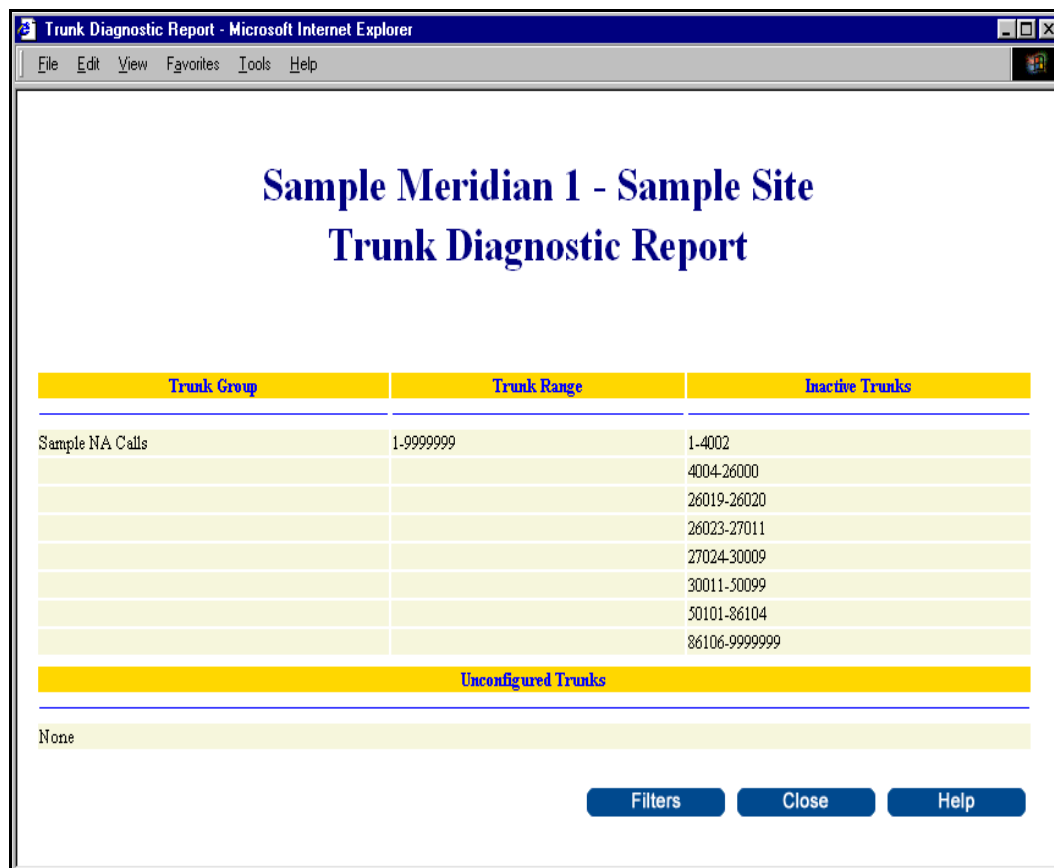 Trunk Diagnostic Report - Microsoft Internet Explorer
File Edit View Favorites Tools Help
Sample Meridian 1 - Sample Site
Trunk Diagnostic Report
Trunk Group Trunk Range Inactive Trunks
Sample NA Calls 1-9999999 1-4002
4004-26000
26019-26020
26023-27011
27024-30009
30011-50099
50101-86104
86106-9999999
Unconfigured Trunks
None
Filters Close Help